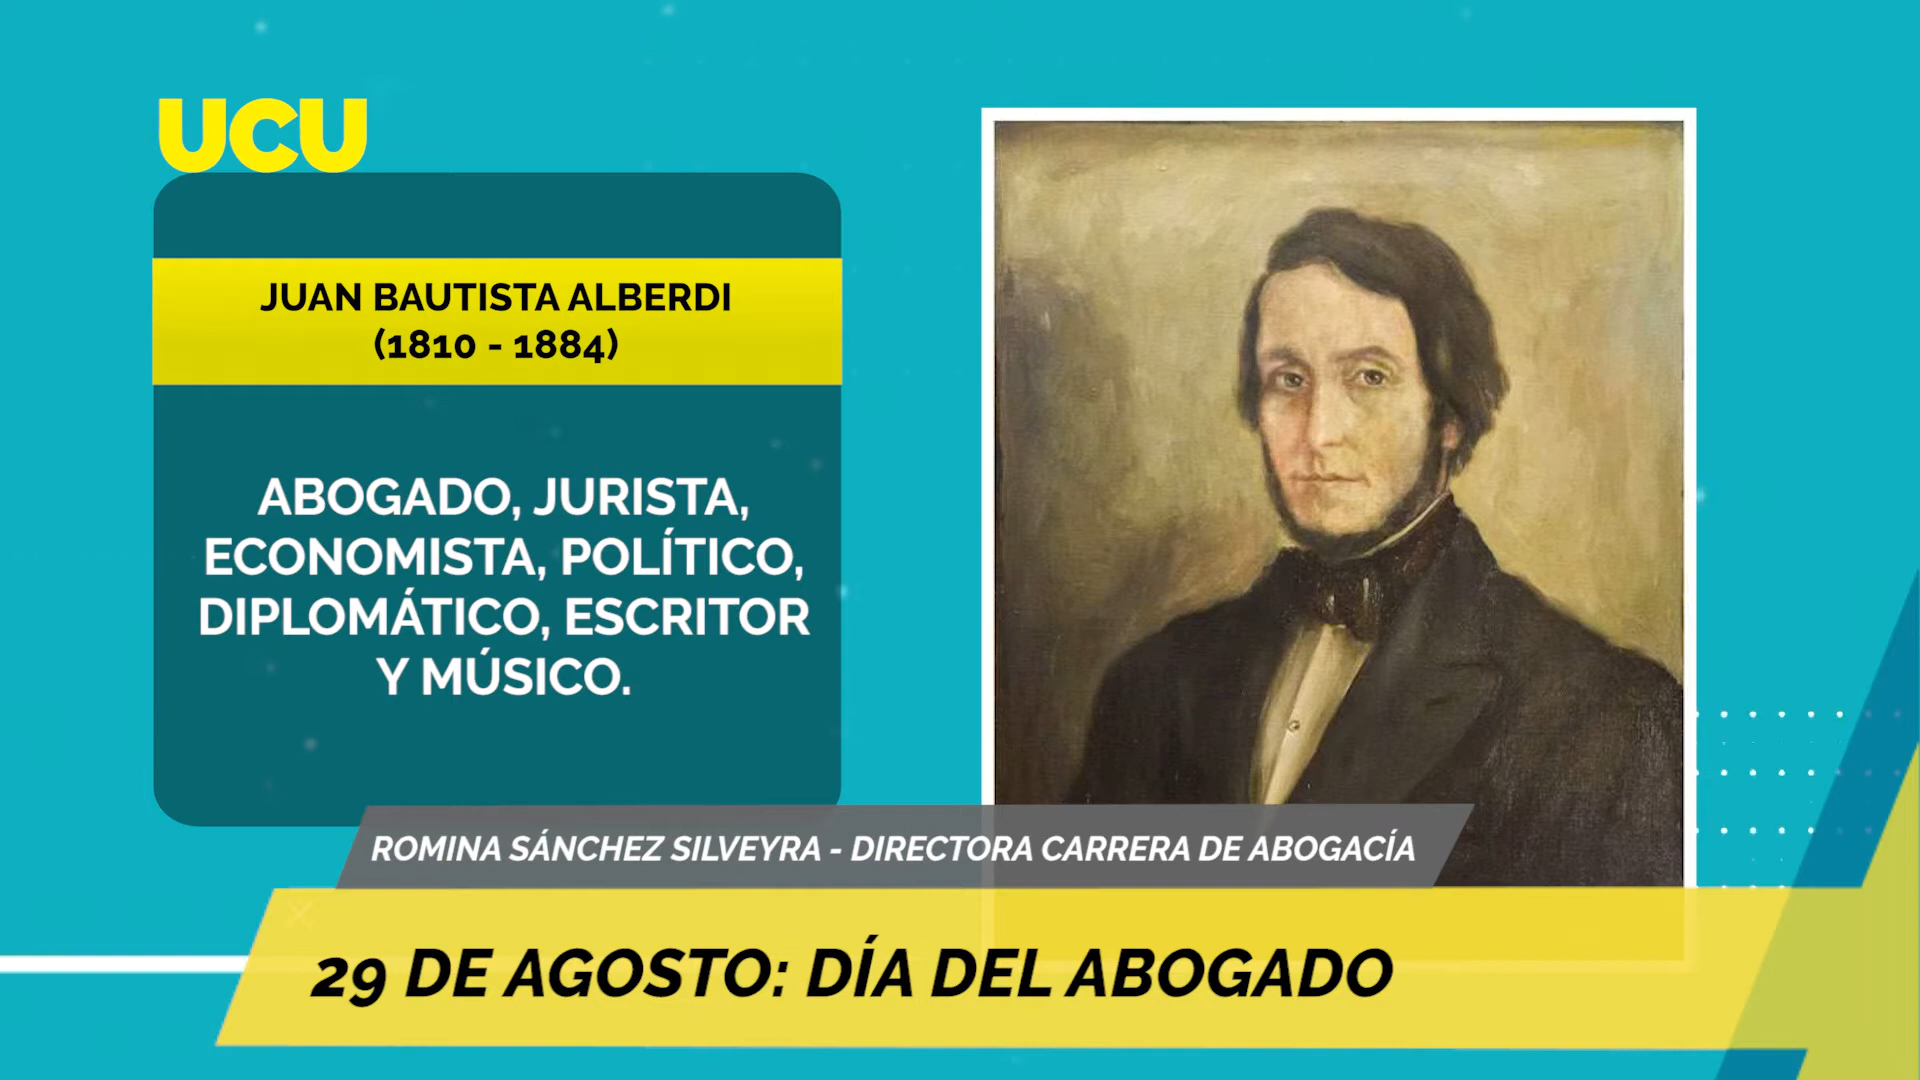 UCU
JUAN BAUTISTA ALBERDI
(1810 - 1884)
ABOGADO, JURISTA,
ECONOMISTA, POLÍTICO,
DIPLOMÁTICO, ESCRITOR
Y MÚSICO.
ROMINA SÁNCHEZ SILVEYRA - DIRECTORA CARRERA DE ABOGACÍA
29 DE AGOSTO: DÍA DEL ABOGADO